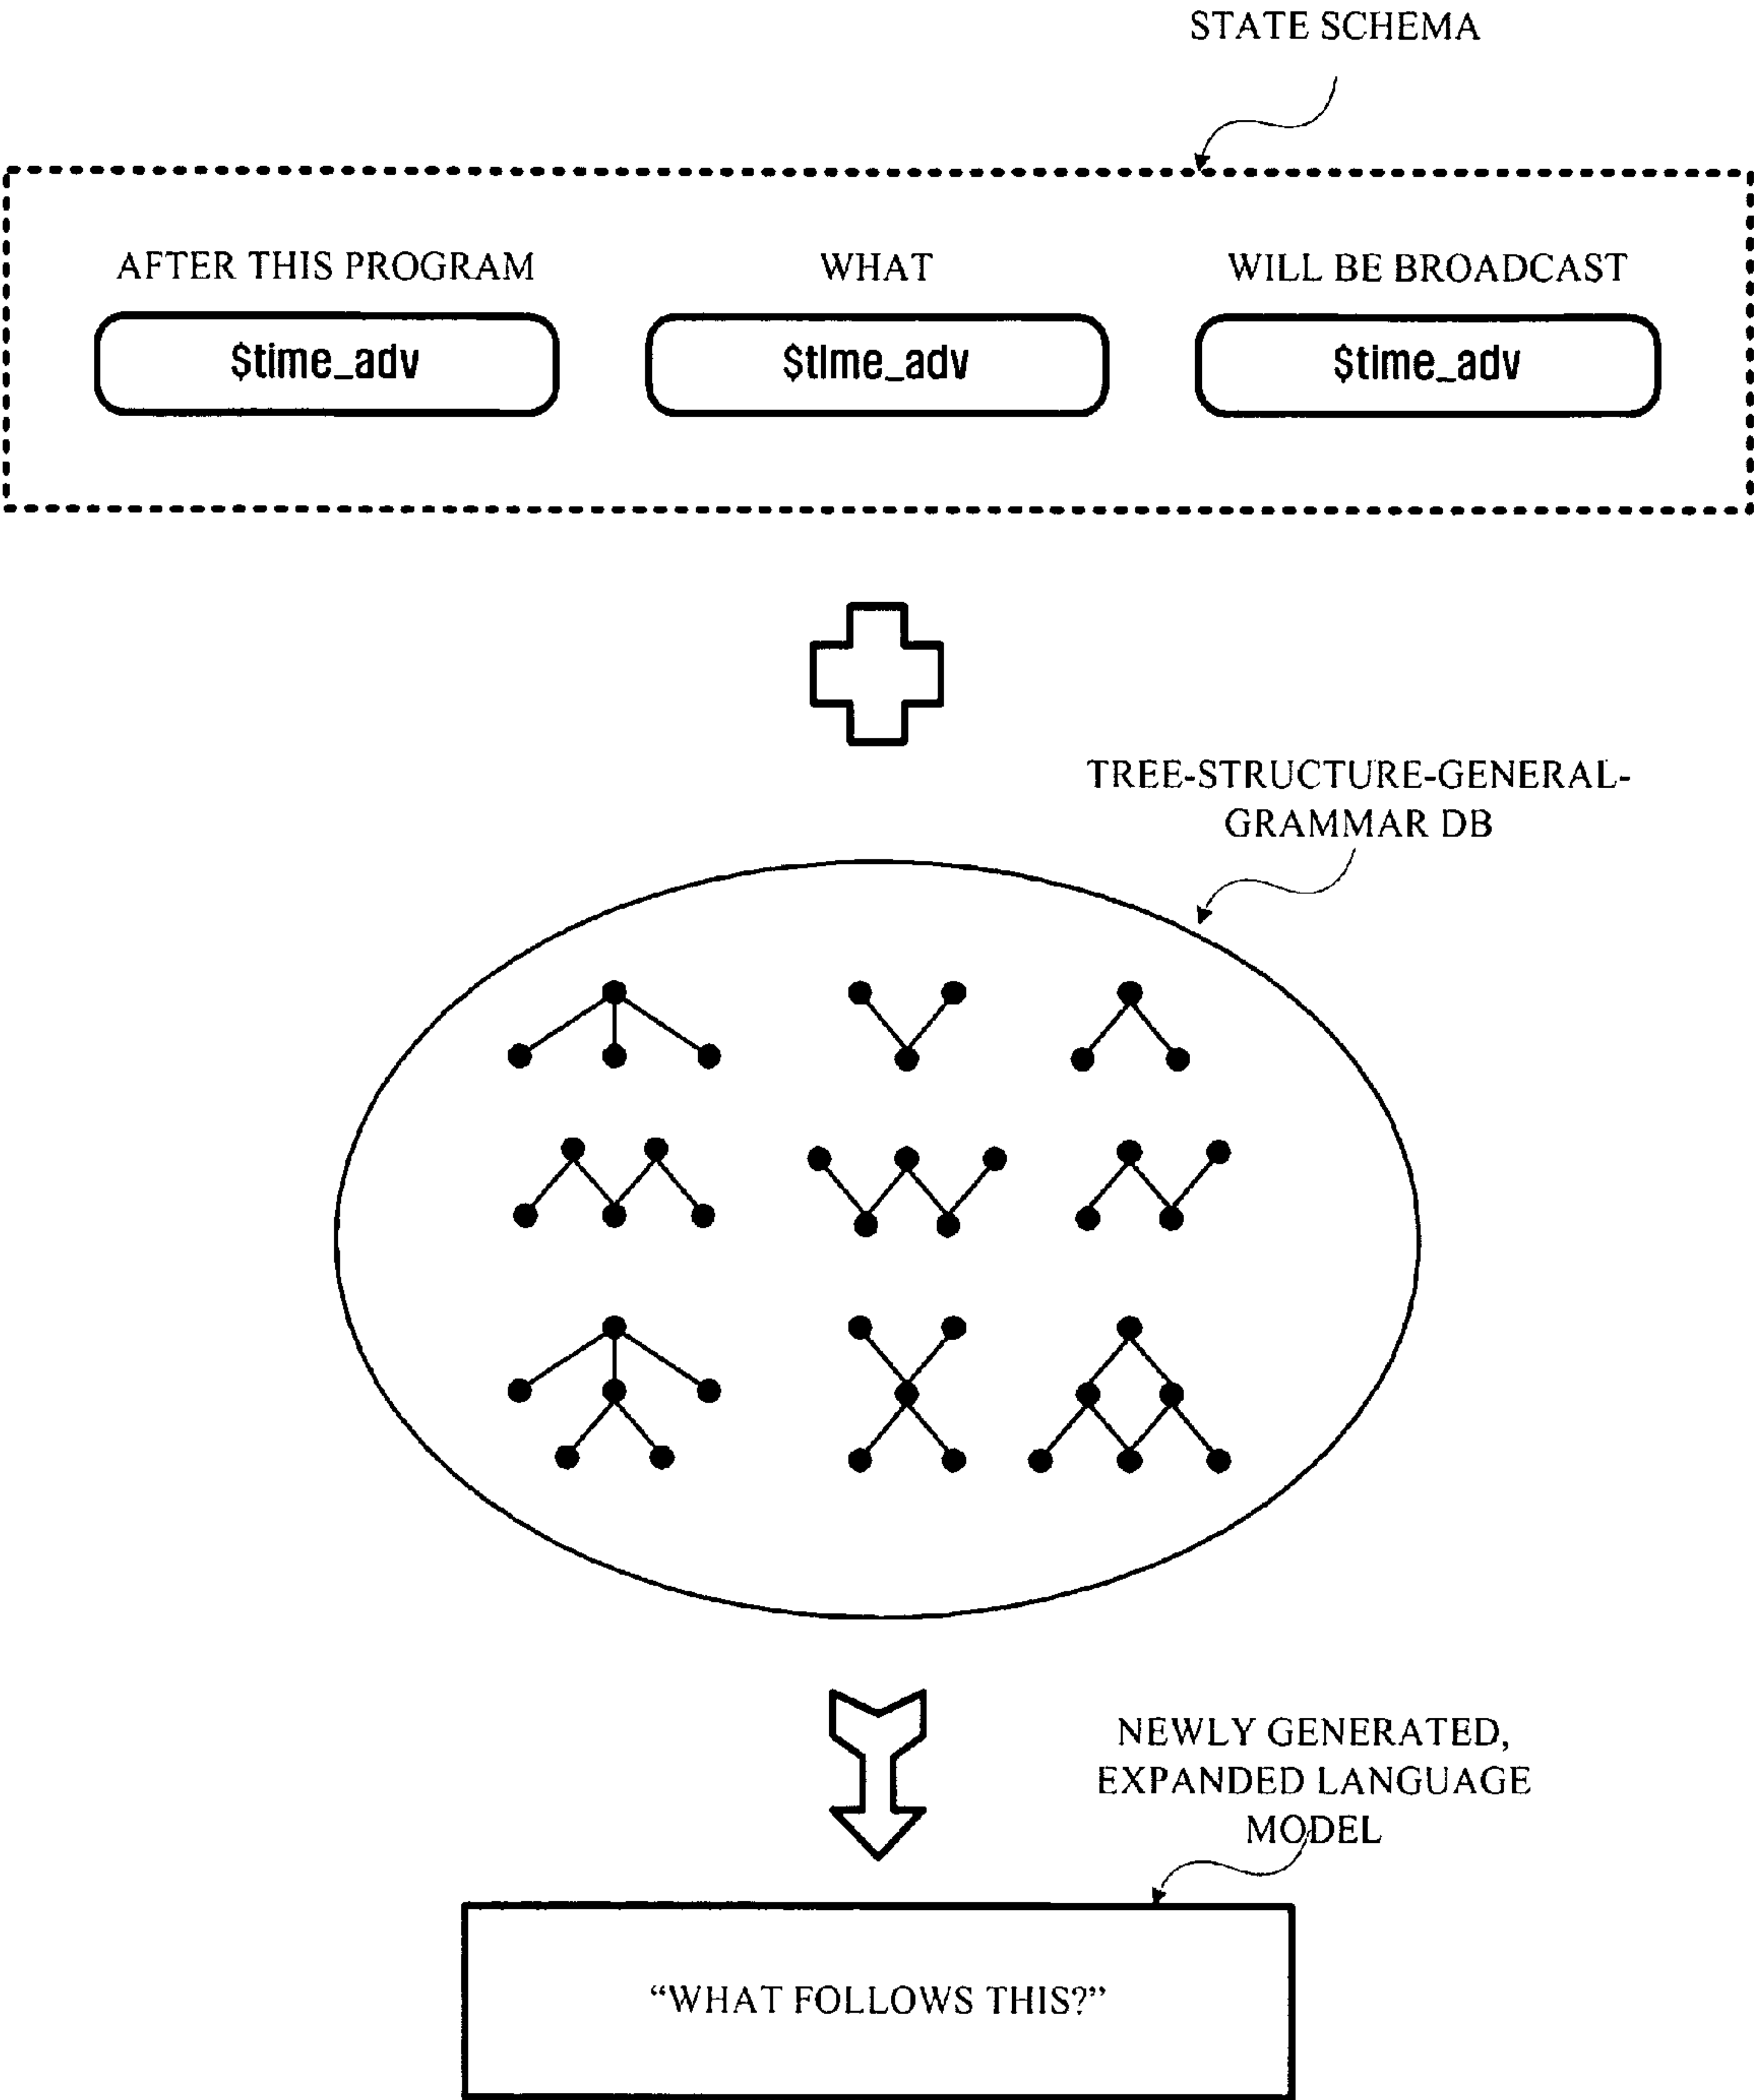 STATE SCHEMA
AFTER THIS PROGRAM WHAT WILL BE BROADCAST
$time_adv $time_adv $time_adv
TREE-STRUCTURE-GENERAL-
GRAMMAR DB
NEWLY GENERATED,
EXPANDED LANGUAGE
MODEL
“WHAT FOLLOWS THIS?”